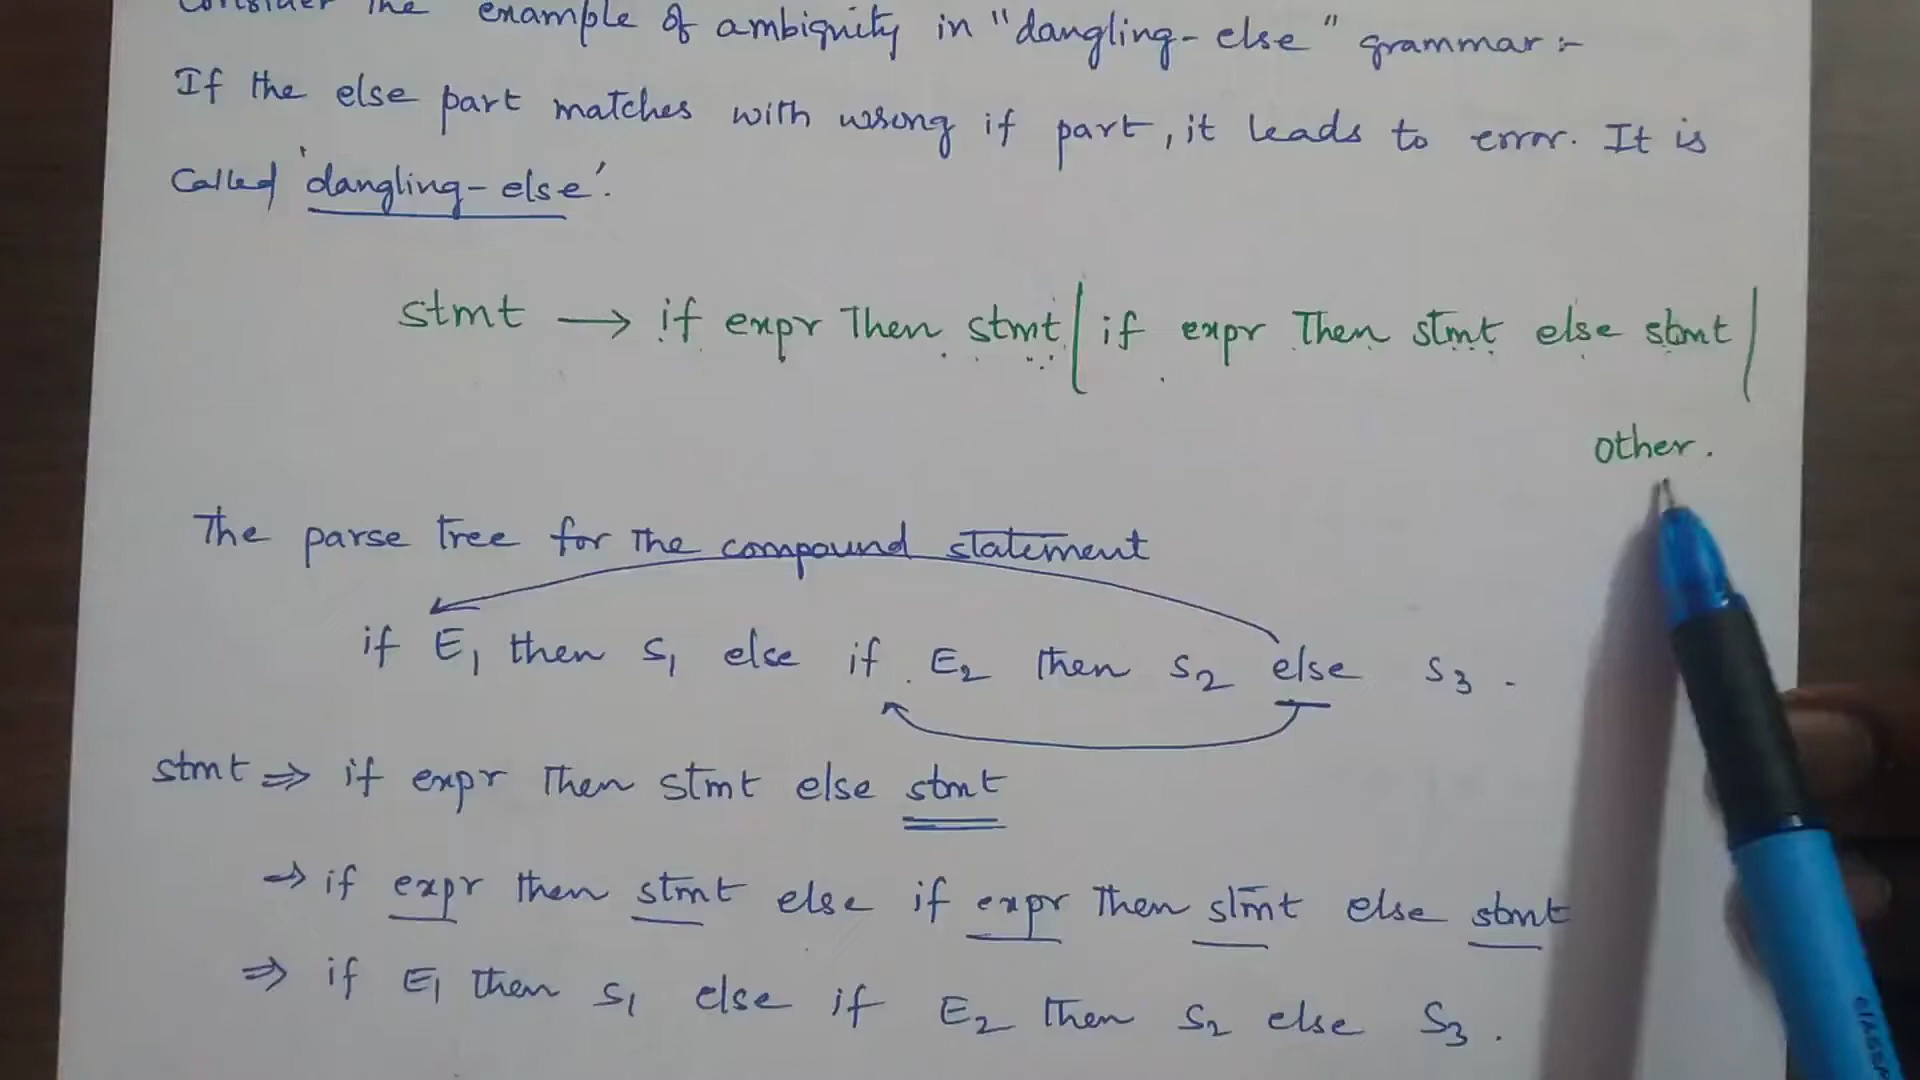 Consider the example of ambiguity in "dangling-else" grammar :-
If the else part matches with wrong if part, it leads to error. It is
called 'dangling-else'.
stmt → if expr Then stmt | if expr Then stmt else stmt |
other.
The parse tree for The compound statement
if E1 then S1 else if E2 then S2 else S3.
stmt ⇒ if expr Then stmt else stmt
⇒ if expr then stmt else if expr Then stmt else stmt
⇒ if E1 then S1 else if E2 then S2 else S3.